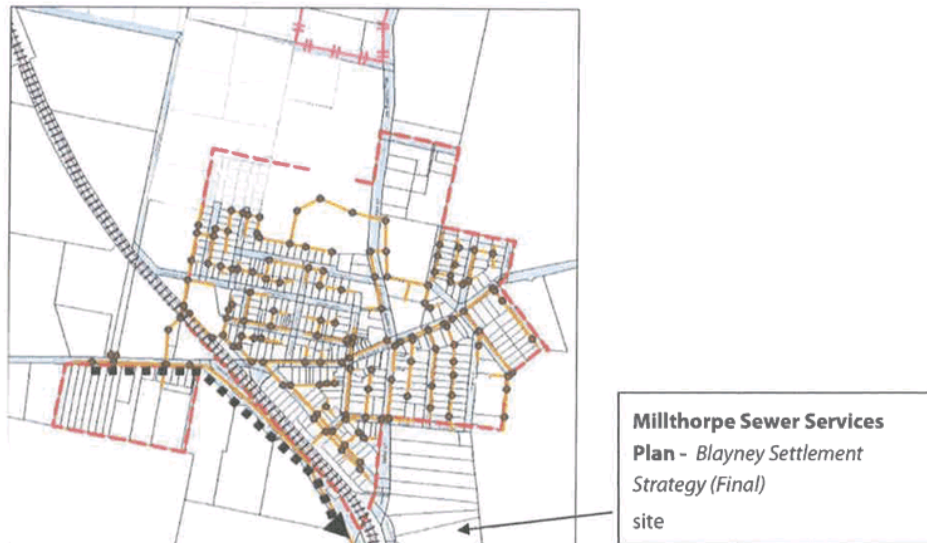 Millthorpe Sewer Services
Plan - Blayney Settlement
Strategy (Final)
site